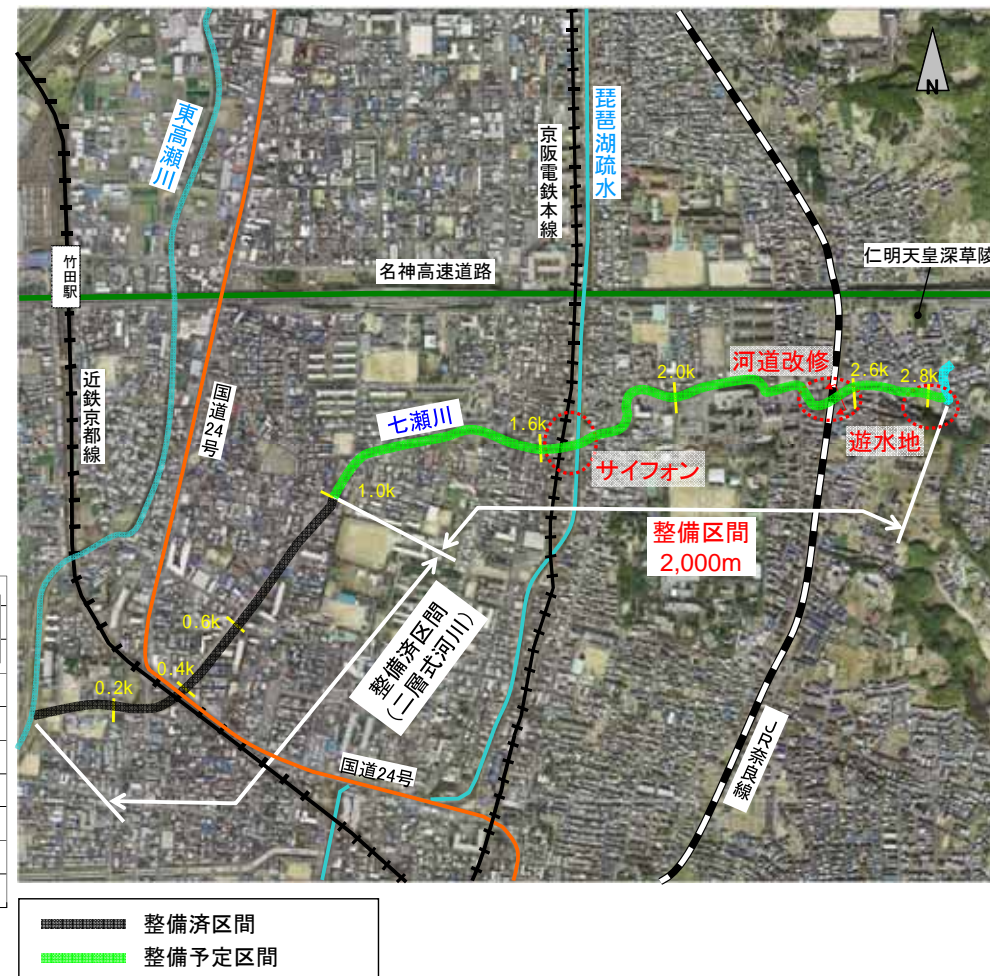 N
東高瀬川
琵琶湖疏水
京阪電鉄本線
竹田駅
名神高速道路
仁明天皇深草陵
近鉄京都線
国道24号
七瀬川
河道改修
2.0k
2.6k
2.8k
1.6k
遊水地
サイフォン
1.0k
整備区間
2,000m
0.6k
整備済区間
(二層式河川)
0.4k
0.2k
国道24号
JR奈良線
整備済区間
整備予定区間